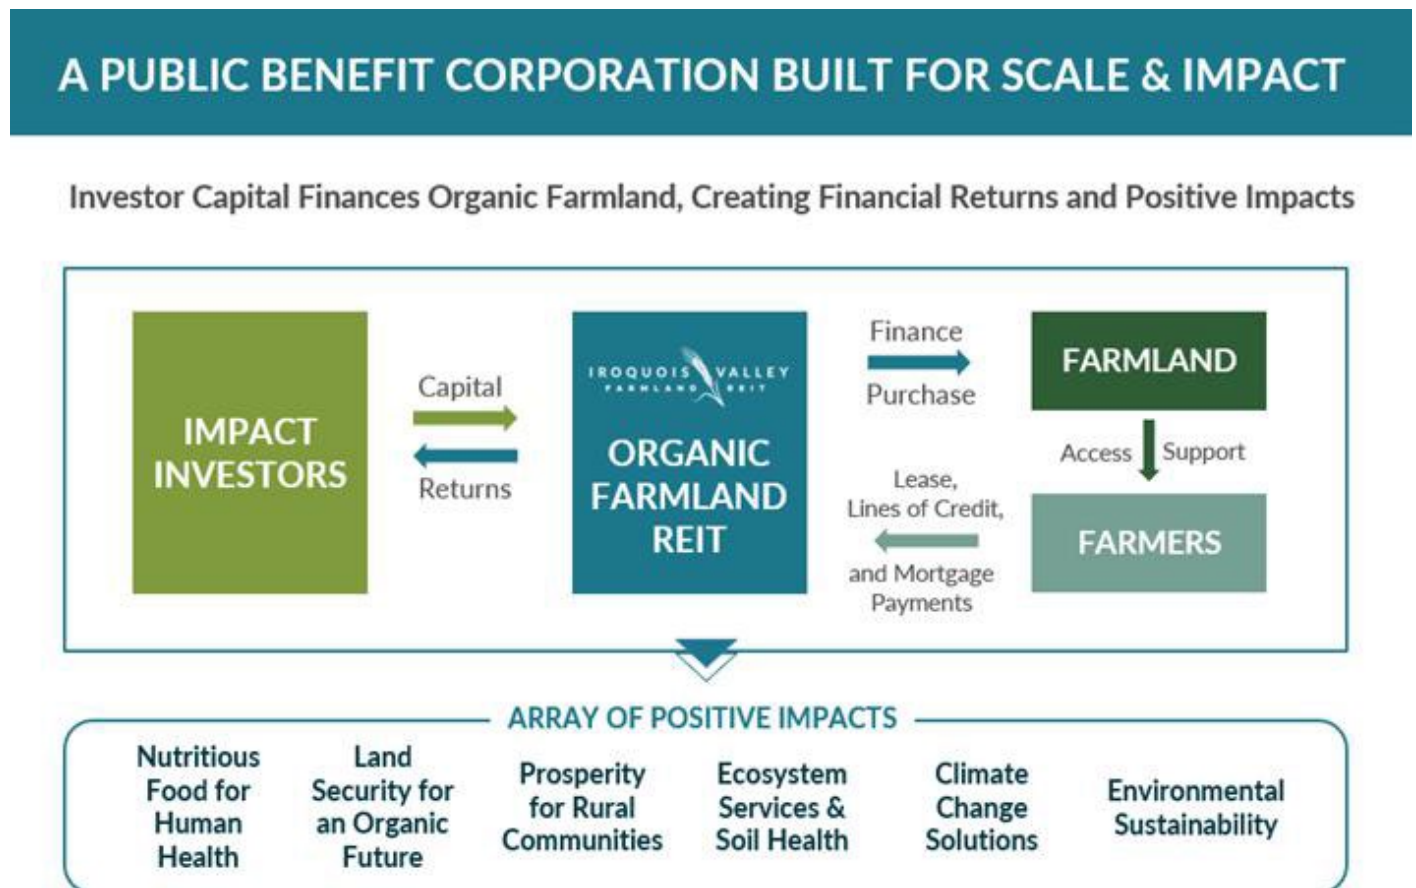 A PUBLIC BENEFIT CORPORATION BUILT FOR SCALE & IMPACT
Investor Capital Finances Organic Farmland, Creating Financial Returns and Positive Impacts
IMPACT
INVESTORS
Capital
Returns
IROQUOIS VALLEY
FARMLAND REIT
ORGANIC
FARMLAND
REIT
Finance
Purchase
FARMLAND
Access Support
Lease,
Lines of Credit,
and Mortgage
Payments
FARMERS
ARRAY OF POSITIVE IMPACTS
Nutritious
Food for
Human
Health
Land
Security for
an Organic
Future
Prosperity
for Rural
Communities
Ecosystem
Services &
Soil Health
Climate
Change
Solutions
Environmental
Sustainability